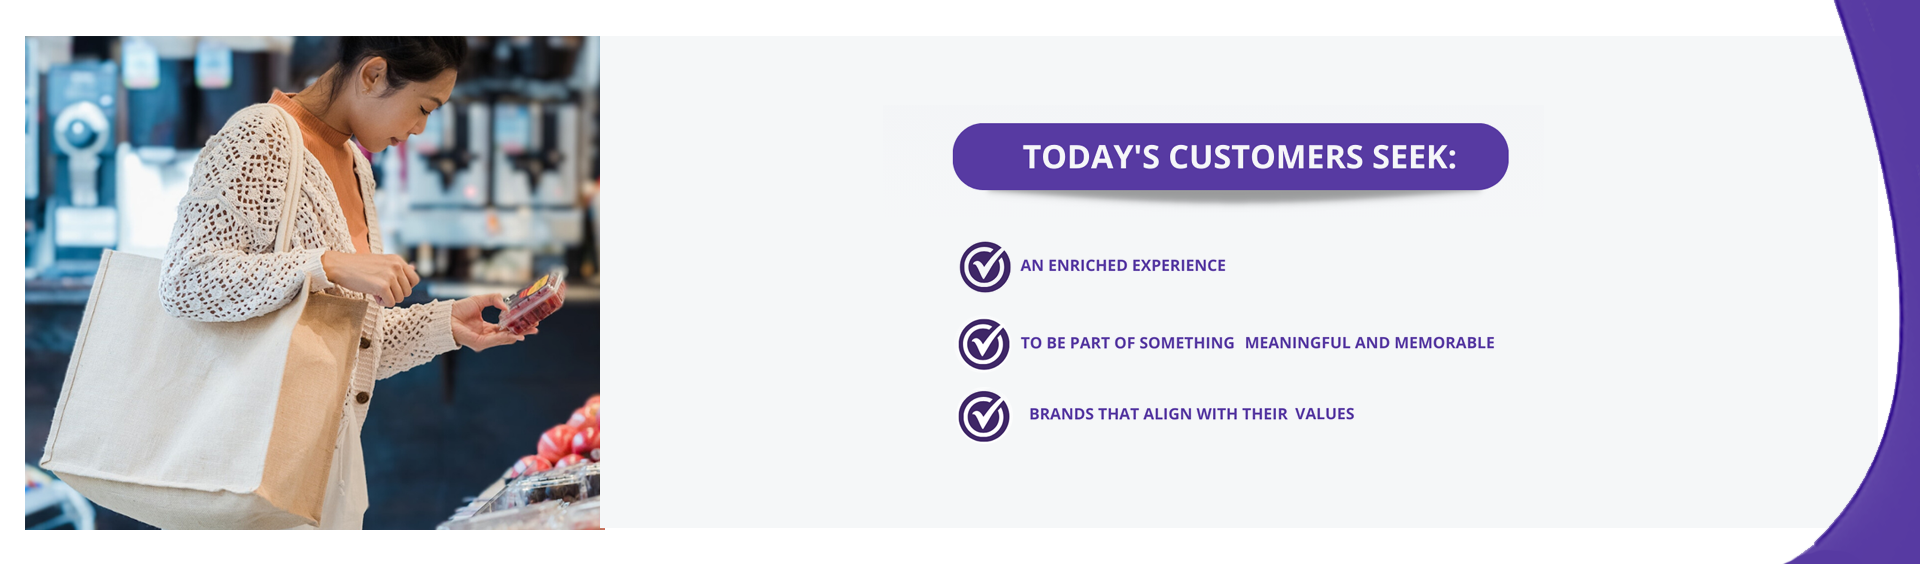 TODAY'S CUSTOMERS SEEK:
AN ENRICHED EXPERIENCE
TO BE PART OF SOMETHING MEANINGFUL AND MEMORABLE
BRANDS THAT ALIGN WITH THEIR VALUES